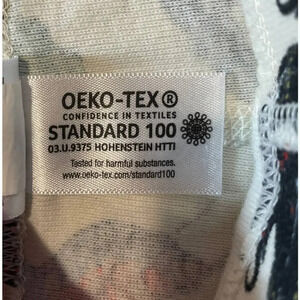 OEKO-TEX®
CONFIDENCE IN TEXTILES
STANDARD 100
03.U.9375 HOHENSTEIN HTTI
Tested for harmful substances.
www.oeko-tex.com/standard100